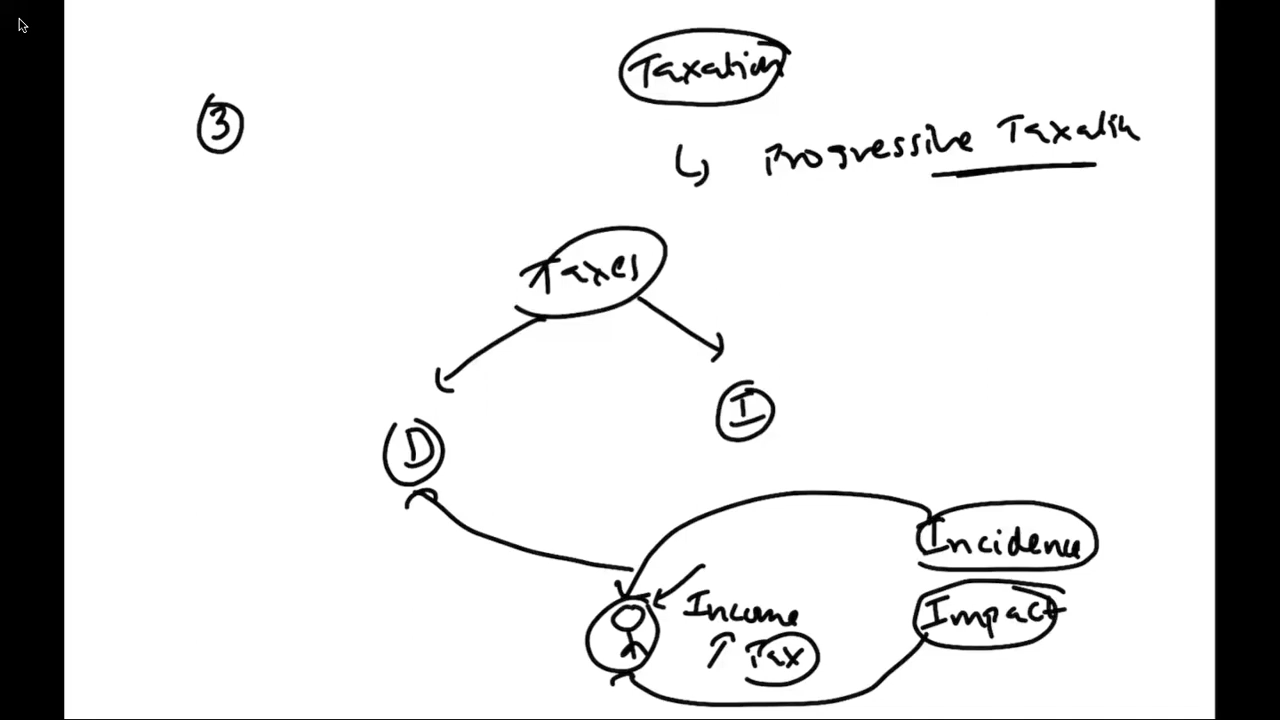 Taxation
③
↳ Progressive Taxatin
Taxes
D
I
Incidence
Income
Impact
↑ Tax